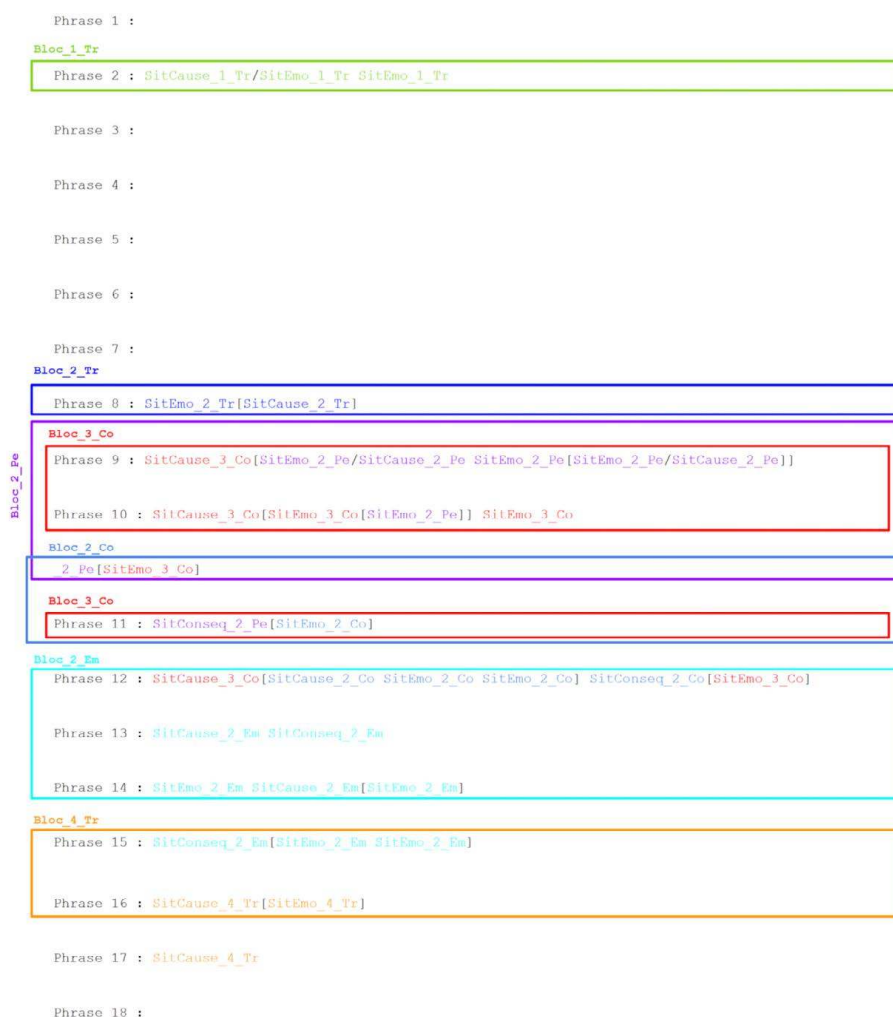 Phrase 1 :
Bloc_1_Tr
Phrase 2 : SitCause_1_Tr/SitEmo_1_Tr SitEmo_1_Tr
Phrase 3 :
Phrase 4 :
Phrase 5 :
Phrase 6 :
Phrase 7 :
Bloc_2_Tr
Phrase 8 : SitEmo_2_Tr[SitCause_2_Tr]
Bloc_2_Pe
Bloc_3_Co
Phrase 9 : SitCause_3_Co[SitEmo_2_Pe/SitCause_2_Pe SitEmo_2_Pe[SitEmo_2_Pe/SitCause_2_Pe]]
Phrase 10 : SitCause_3_Co[SitEmo_3_Co[SitEmo_2_Pe]] SitEmo_3_Co
Bloc_2_Co
_2_Pe[SitEmo_3_Co]
Bloc_3_Co
Phrase 11 : SitConseq_2_Pe[SitEmo_2_Co]
Bloc_2_Em
Phrase 12 : SitCause_3_Co[SitCause_2_Co SitEmo_2_Co SitEmo_2_Co] SitConseq_2_Co[SitEmo_3_Co]
Phrase 13 : SitCause_2_Em SitConseq_2_Em
Phrase 14 : SitEmo_2_Em SitCause_2_Em[SitEmo_2_Em]
Bloc_4_Tr
Phrase 15 : SitConseq_2_Em[SitEmo_2_Em SitEmo_2_Em]
Phrase 16 : SitCause_4_Tr[SitEmo_4_Tr]
Phrase 17 : SitCause_4_Tr
Phrase 18 :